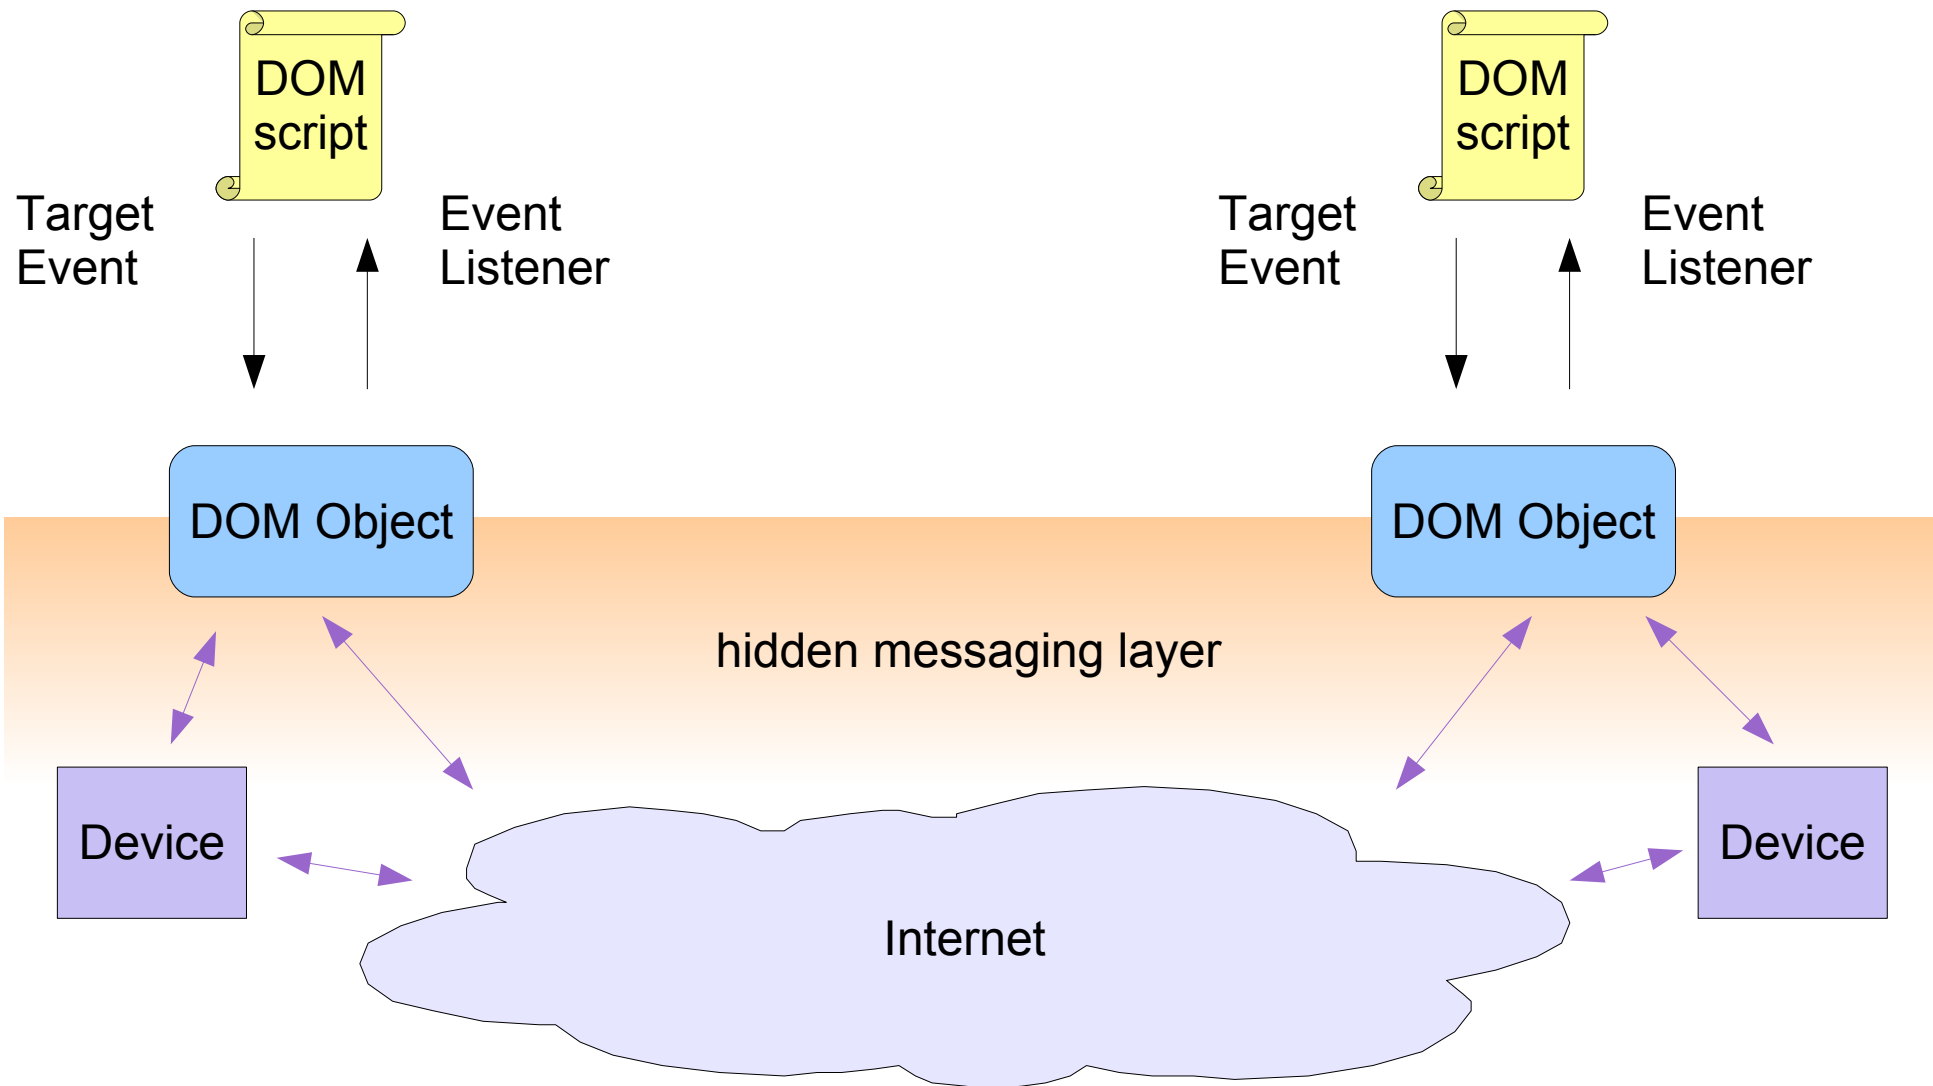 DOM
script
DOM
script
Target
Event
Event
Listener
Target
Event
Event
Listener
DOM Object
DOM Object
hidden messaging layer
Device
Device
Internet